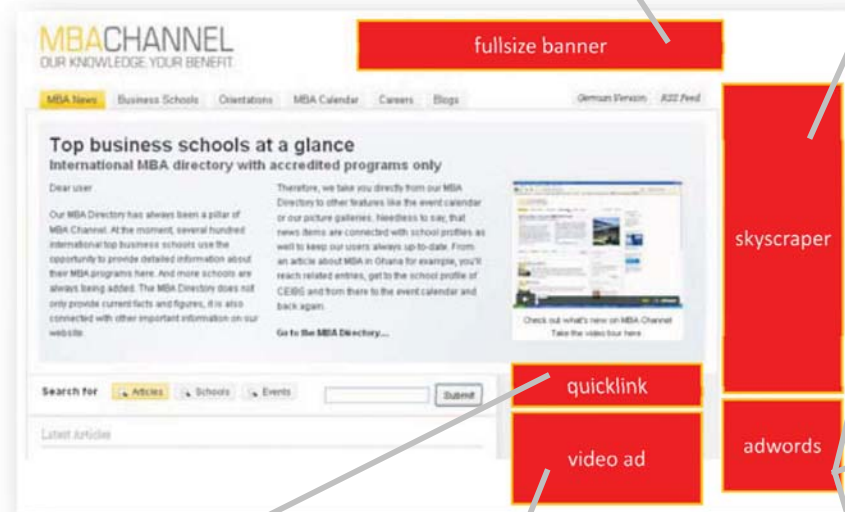 MBACHANNEL
OUR KNOWLEDGE. YOUR BENEFIT.
fullsize banner
MBA News Business Schools Orientations MBA Calendar Careers Blogs German Version RSS Feed
Top business schools at a glance
International MBA directory with accredited programs only
Dear user
Our MBA Directory has always been a pillar of
MBA Channel. At the moment, several hundred
international top business schools use the
opportunity to provide detailed information about
their MBA programs here. And more schools are
always being added. The MBA Directory does not
only provide current facts and figures, it is also
connected with other important information on our
website.
Therefore, we take you directly from our MBA
Directory to other features like the event calendar
or our picture galleries. Needless to say, that
news items are connected with school profiles as
well to keep our users always up-to-date. From
an article about MBA in Ghana for example, you'll
reach related entries, get to the school profile of
CEIBS and from there to the event calendar and
back again.
Go to the MBA Directory...
Check out what's new on MBA Channel
Take the video tour here
skyscraper
Search for Articles Schools Events Submit
quicklink
Latest Articles
video ad
adwords